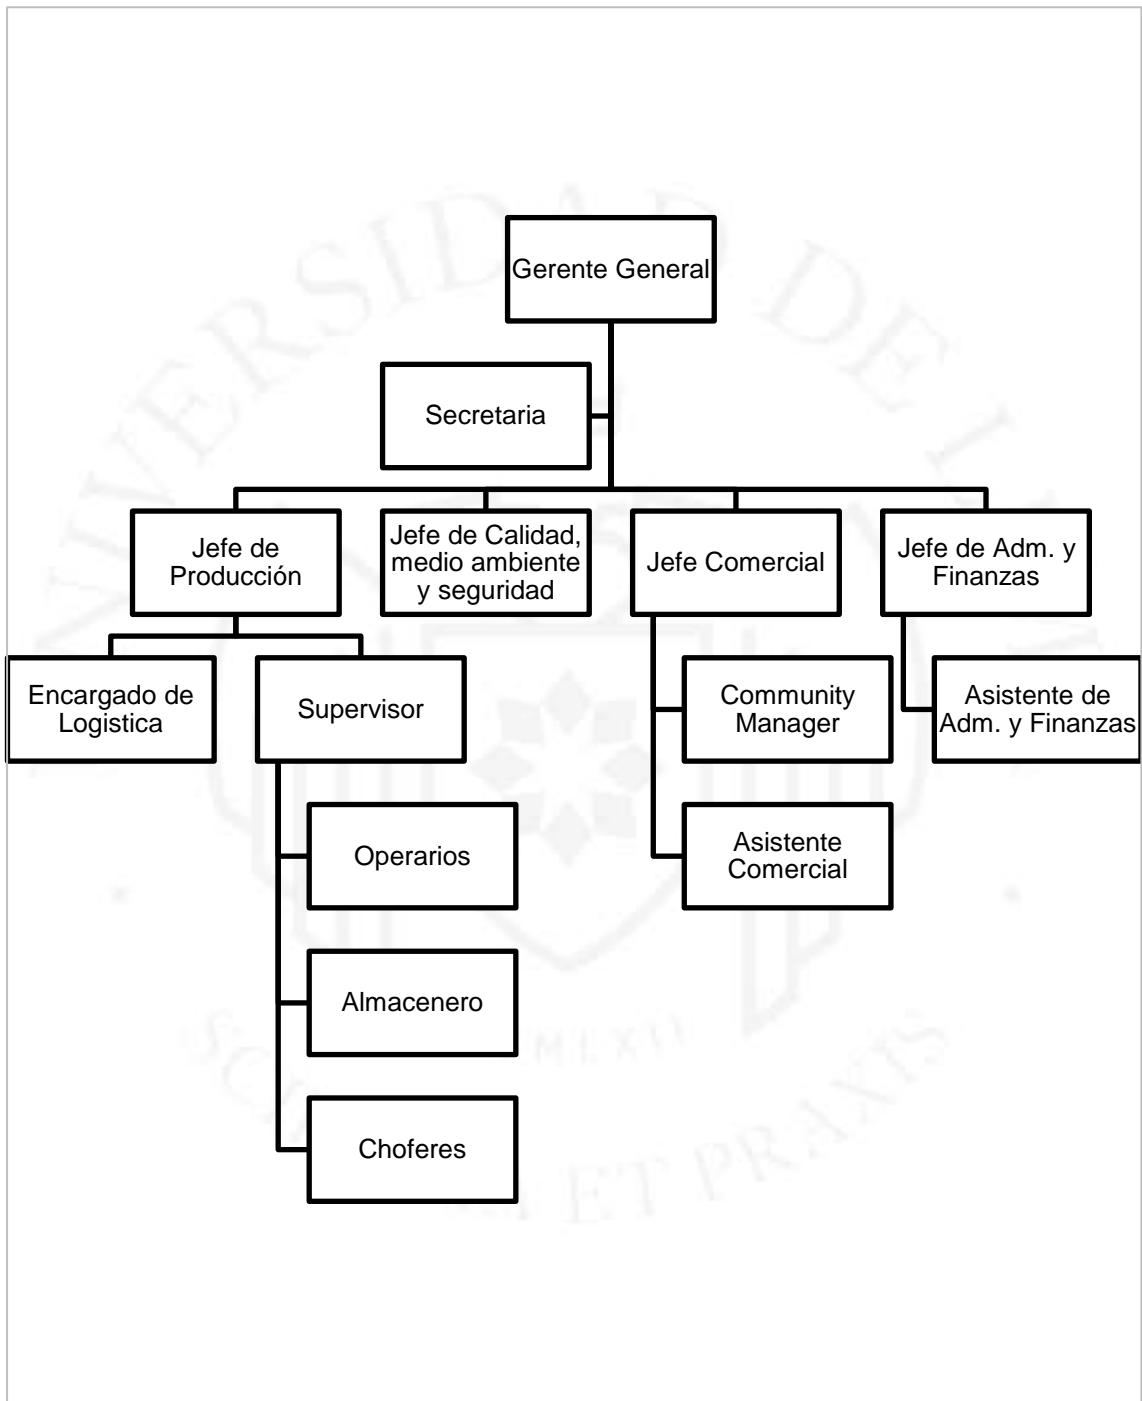 Gerente General
Secretaria
Jefe de
Producción
Jefe de Calidad,
medio ambiente
y seguridad
Jefe Comercial
Jefe de Adm. y
Finanzas
Encargado de
Logistica
Supervisor
Community
Manager
Asistente de
Adm. y Finanzas
Operarios
Asistente
Comercial
Almacenero
Choferes